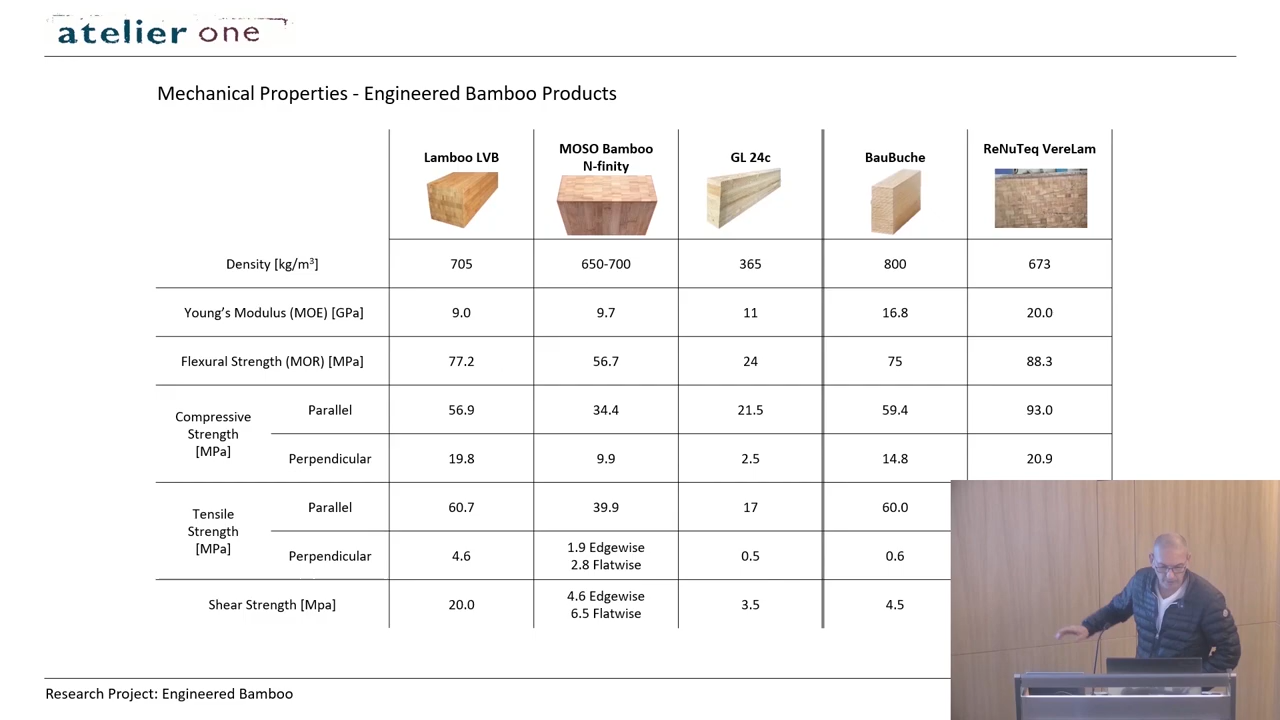 atelier one
Mechanical Properties - Engineered Bamboo Products
Lamboo LVB
MOSO Bamboo
N-finity
GL 24c
BauBuche
ReNuTeq VereLam
Density [kg/m³]
705
650-700
365
800
673
Young's Modulus (MOE) [GPa]
9.0
9.7
11
16.8
20.0
Flexural Strength (MOR) [MPa]
77.2
56.7
24
75
88.3
Compressive
Strength
[MPa]
Parallel
56.9
34.4
21.5
59.4
93.0
Perpendicular
19.8
9.9
2.5
14.8
20.9
Tensile
Strength
[MPa]
Parallel
60.7
39.9
17
60.0
Perpendicular
4.6
1.9 Edgewise
2.8 Flatwise
0.5
0.6
Shear Strength [Mpa]
20.0
4.6 Edgewise
6.5 Flatwise
3.5
4.5
Research Project: Engineered Bamboo